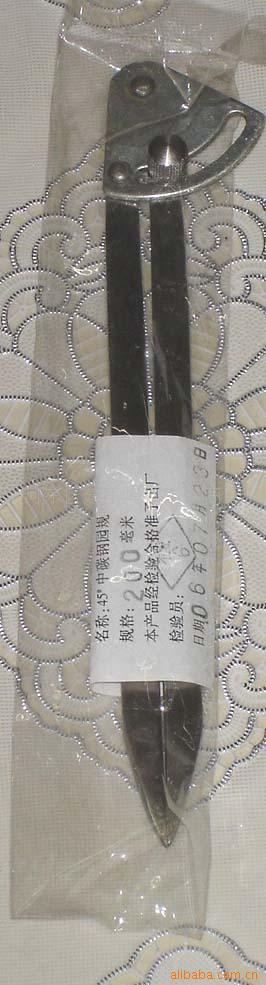 名称:45°中碳钢园规
规格:200毫米
本产品经检验合格准予出厂
检验员:
日期06年07月23日
alibaba.com.cn